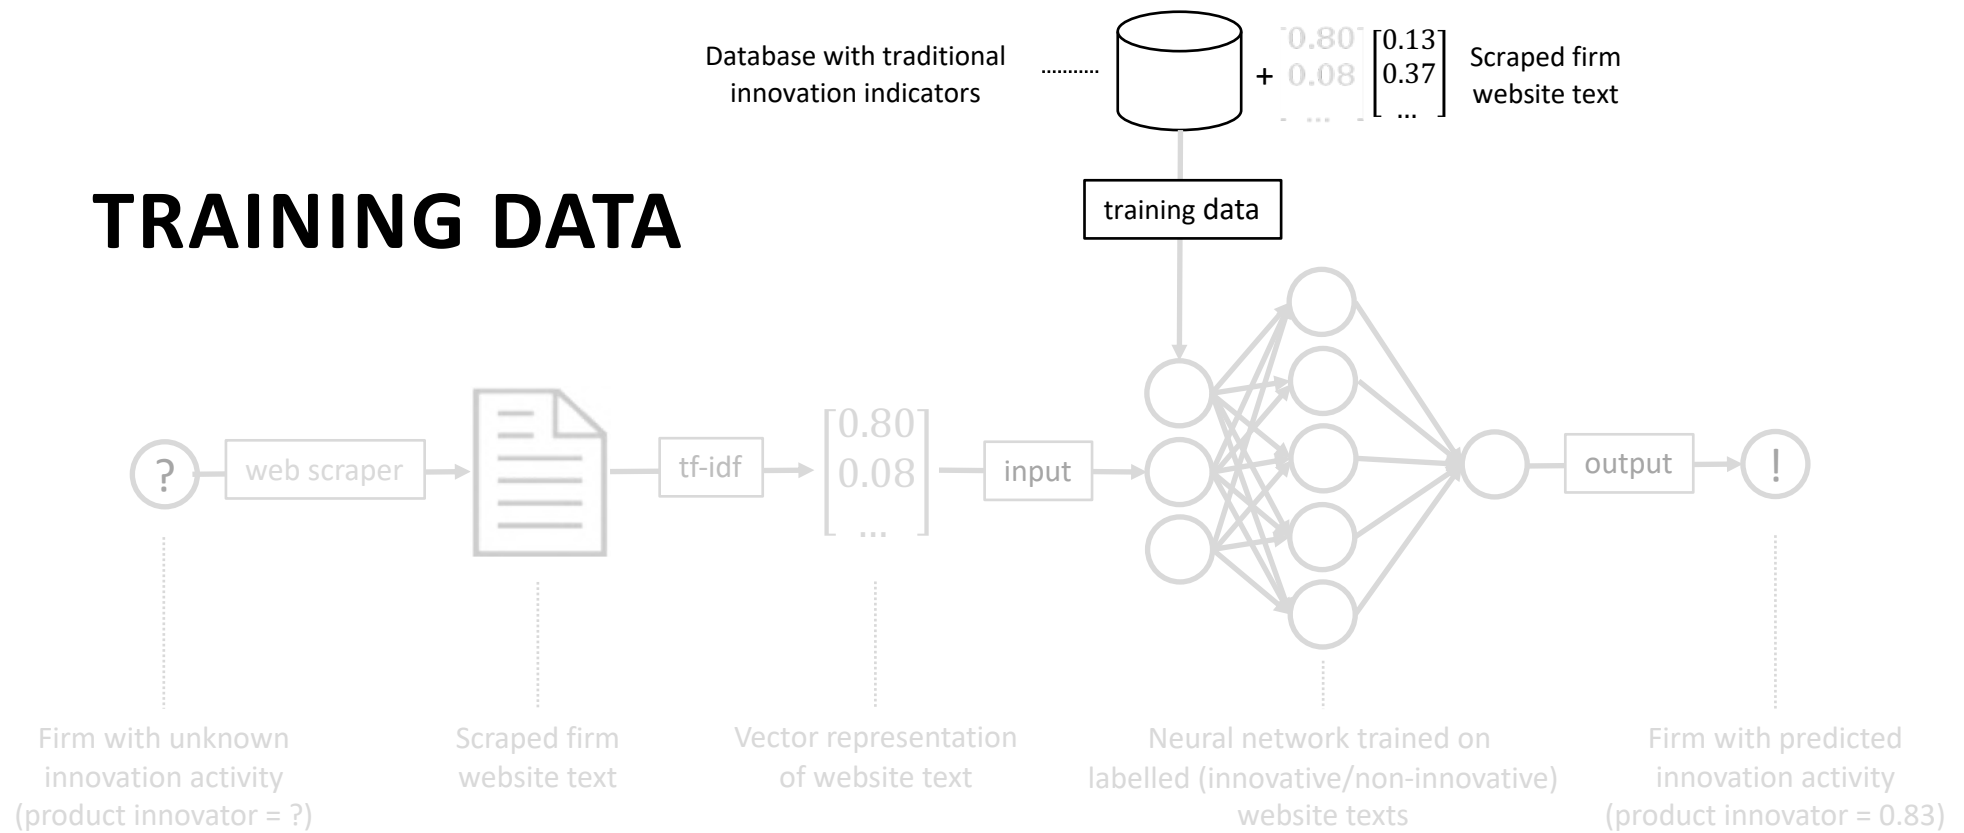 Database with traditional
innovation indicators
+
0.80
0.08
...
0.13
0.37
...
Scraped firm
website text
TRAINING DATA
training data
?
web scraper
tf-idf
0.80
0.08
...
input
output
!
Firm with unknown
innovation activity
(product innovator = ?)
Scraped firm
website text
Vector representation
of website text
Neural network trained on
labelled (innovative/non-innovative)
website texts
Firm with predicted
innovation activity
(product innovator = 0.83)